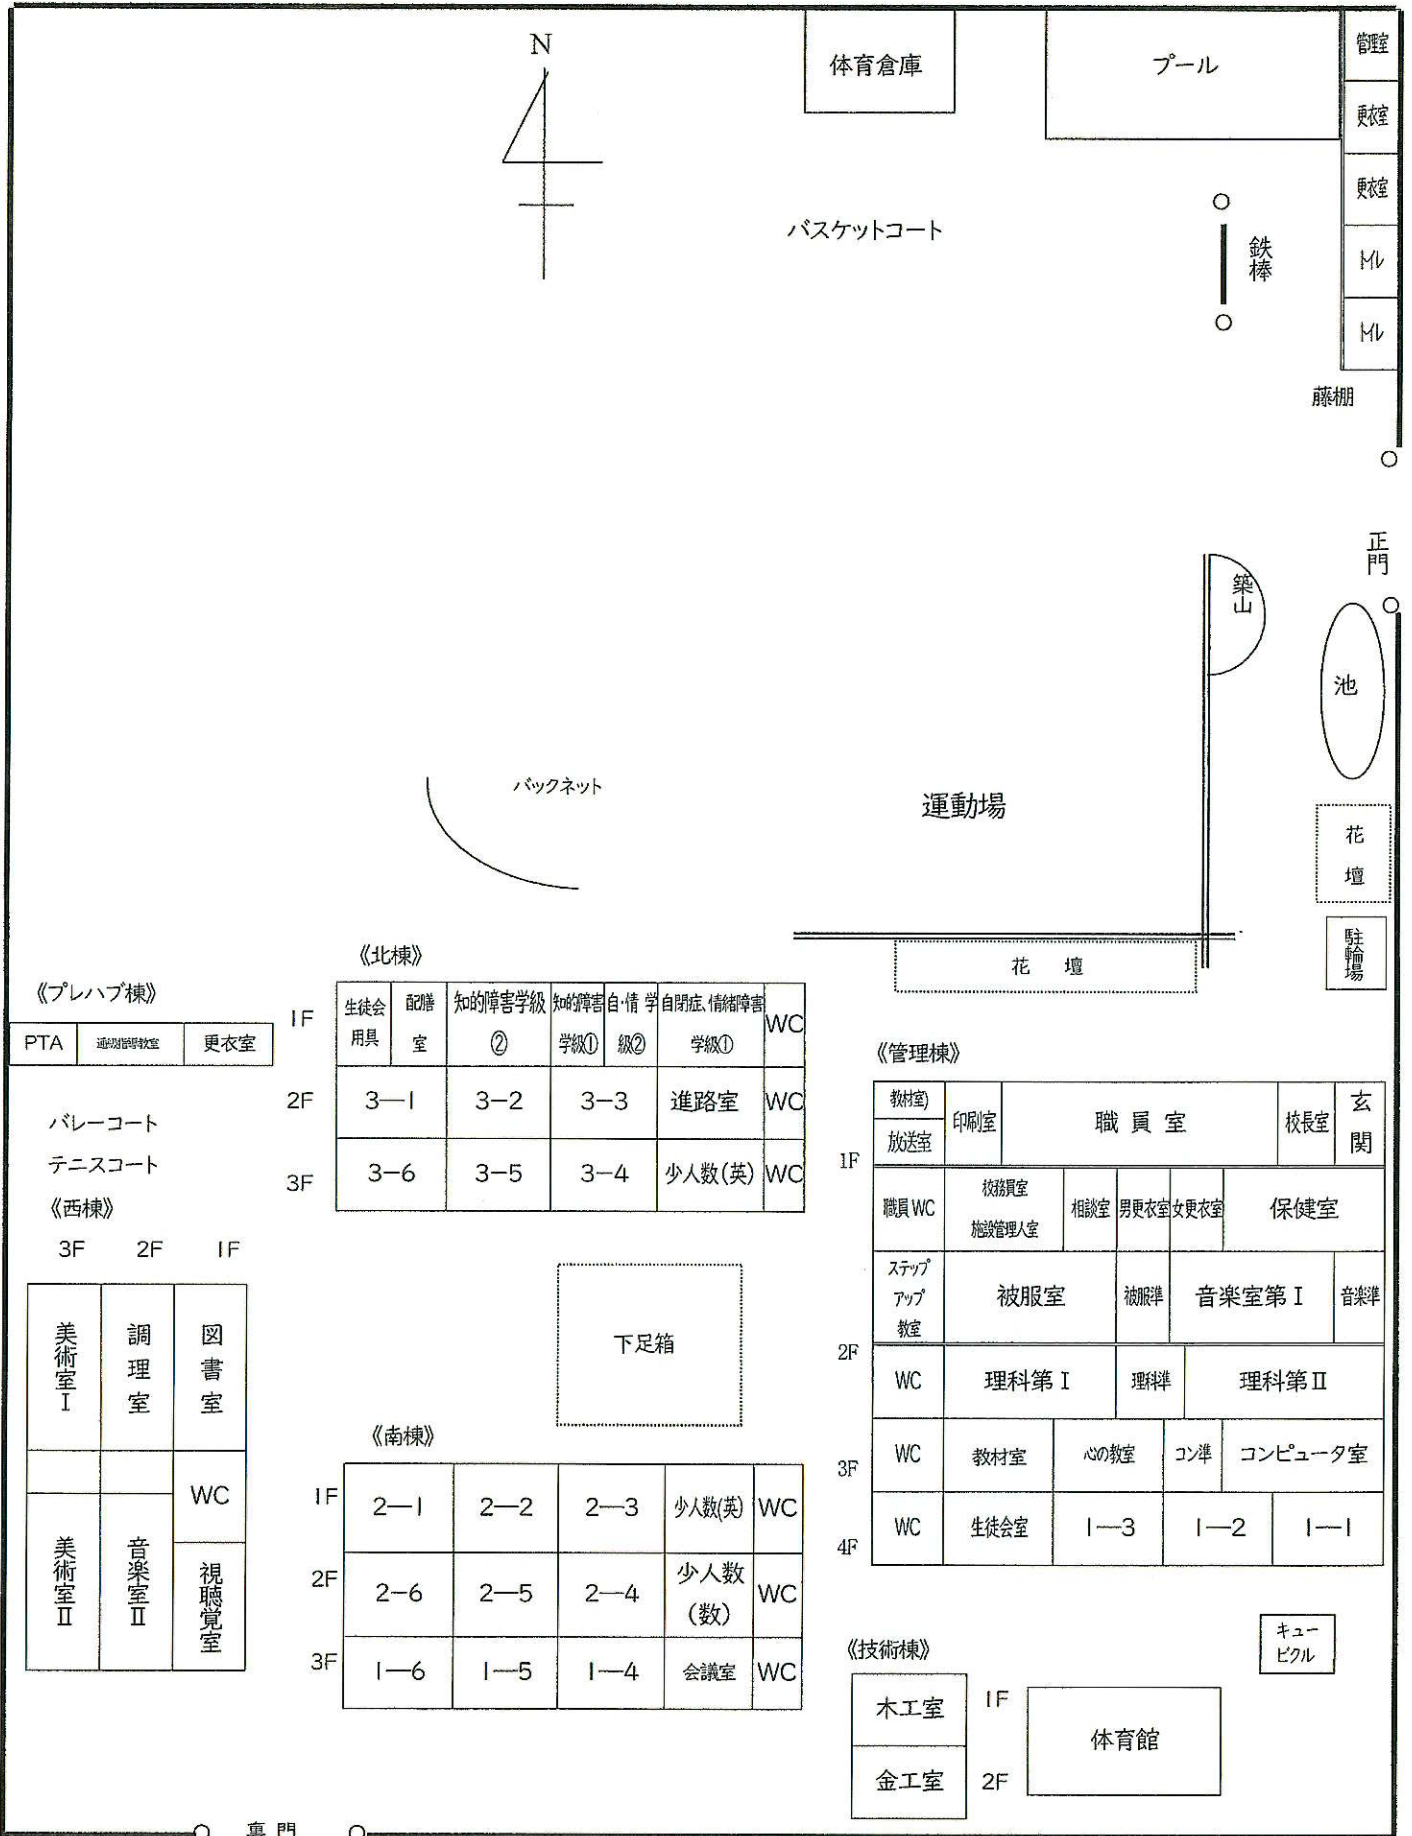 N
体育倉庫
プール
管理室
更衣室
更衣室
トイレ
トイレ
バスケットコート
鉄棒
藤棚
正門
築山
池
バックネット
運動場
花壇
駐輪場
花 壇
《北棟》
1F
生徒会用具
配膳室
知的障害学級②
知的障害学級①
自・情 学級②
自閉症、情緒障害学級①
WC
2F
3―1
3-2
3-3
進路室
WC
3F
3-6
3-5
3-4
少人数(英)
WC
《プレハブ棟》
PTA
通級指導教室
更衣室
バレーコート
テニスコート
《西棟》
3F
2F
1F
美術室Ⅰ
調理室
図書室
WC
美術室Ⅱ
音楽室Ⅱ
視聴覚室
下足箱
《南棟》
1F
2―1
2―2
2―3
少人数(英)
WC
2F
2-6
2―5
2―4
少人数
(数)
WC
3F
1―6
1―5
1―4
会議室
WC
《管理棟》
1F
教材室)
放送室
印刷室
職 員 室
校長室
玄関
職員WC
校務員室
施設管理人室
相談室
男更衣室
女更衣室
保健室
2F
ステップ
アップ
教室
被服室
被服準
音楽室第Ⅰ
音楽準
WC
理科第Ⅰ
理科準
理科第Ⅱ
3F
WC
教材室
心の教室
コン準
コンピュータ室
4F
WC
生徒会室
1―3
1―2
1―1
キュー
ビクル
《技術棟》
木工室
1F
金工室
2F
体育館
裏 門